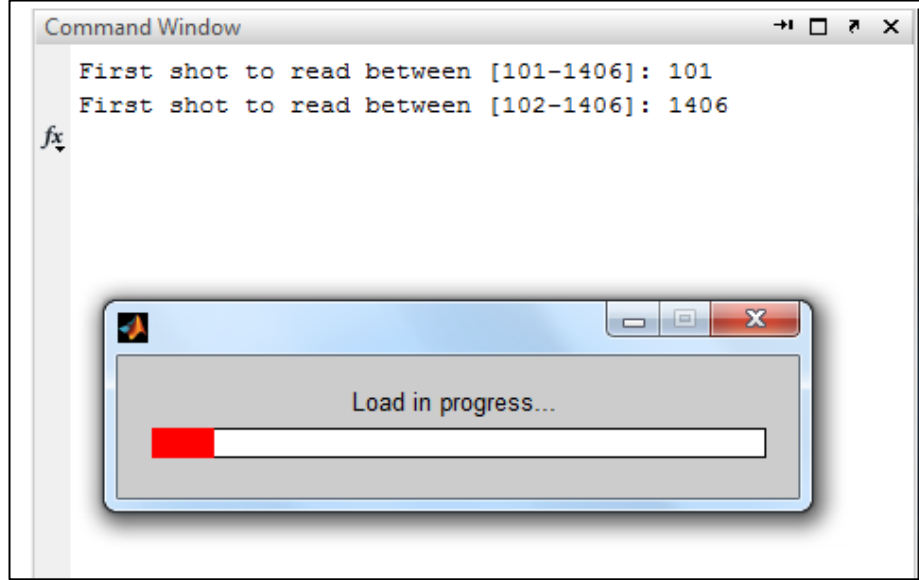 Command Window
First shot to read between [101-1406]: 101
First shot to read between [102-1406]: 1406
fx
Load in progress...